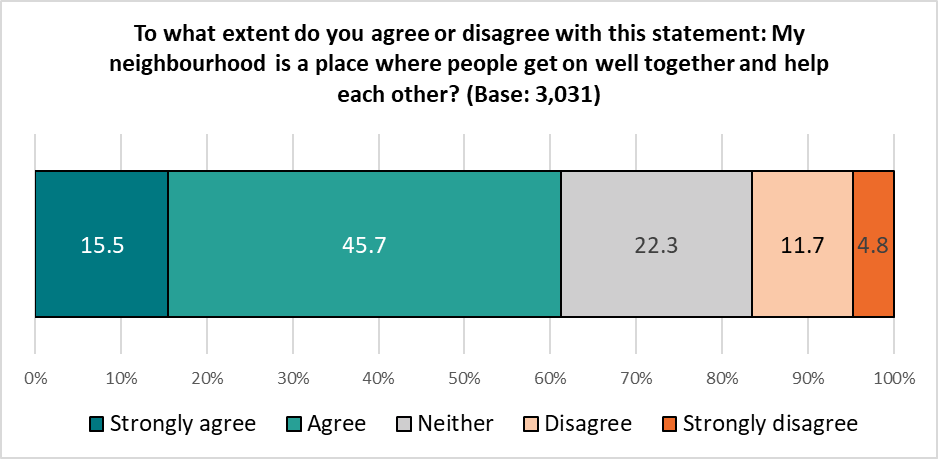 To what extent do you agree or disagree with this statement: My
neighbourhood is a place where people get on well together and help
each other? (Base: 3,031)
15.5 45.7 22.3 11.7 4.8
0% 10% 20% 30% 40% 50% 60% 70% 80% 90% 100%
Strongly agree Agree Neither Disagree Strongly disagree